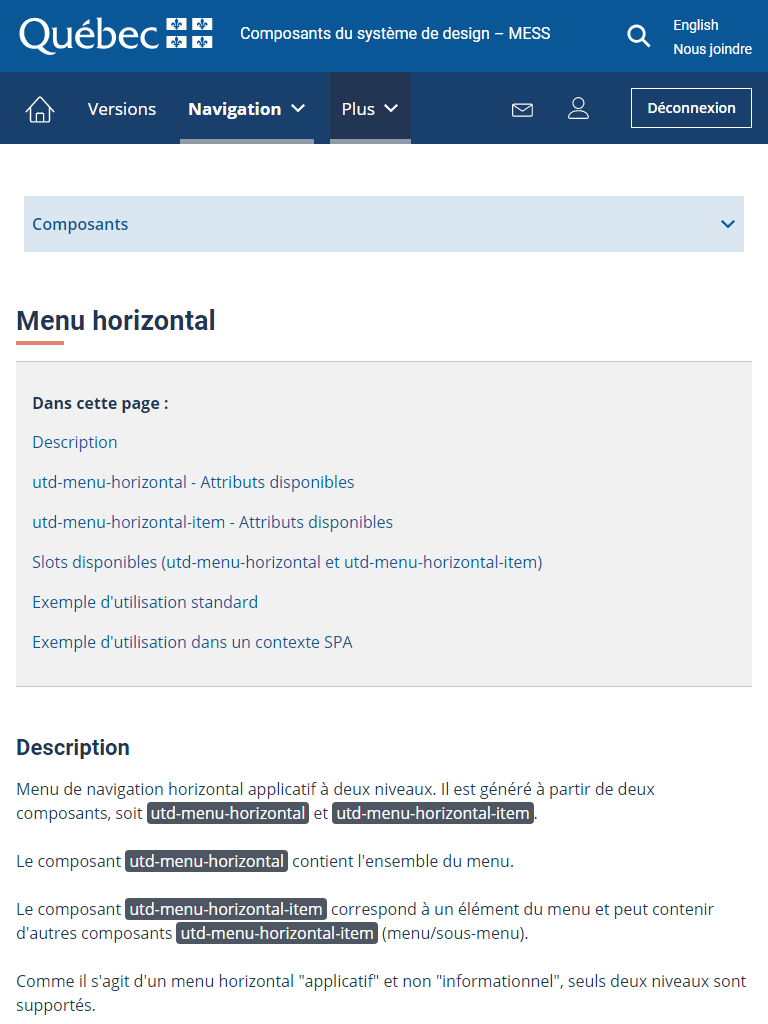 Québec
Composants du système de design – MESS
English
Nous joindre
Versions
Navigation
Plus
Déconnexion
Composants
Menu horizontal
Dans cette page :
Description
utd-menu-horizontal - Attributs disponibles
utd-menu-horizontal-item - Attributs disponibles
Slots disponibles (utd-menu-horizontal et utd-menu-horizontal-item)
Exemple d'utilisation standard
Exemple d'utilisation dans un contexte SPA
Description
Menu de navigation horizontal applicatif à deux niveaux. Il est généré à partir de deux
composants, soit utd-menu-horizontal et utd-menu-horizontal-item.
Le composant utd-menu-horizontal contient l'ensemble du menu.
Le composant utd-menu-horizontal-item correspond à un élément du menu et peut contenir
d'autres composants utd-menu-horizontal-item (menu/sous-menu).
Comme il s'agit d'un menu horizontal "applicatif" et non "informationnel", seuls deux niveaux sont
supportés.